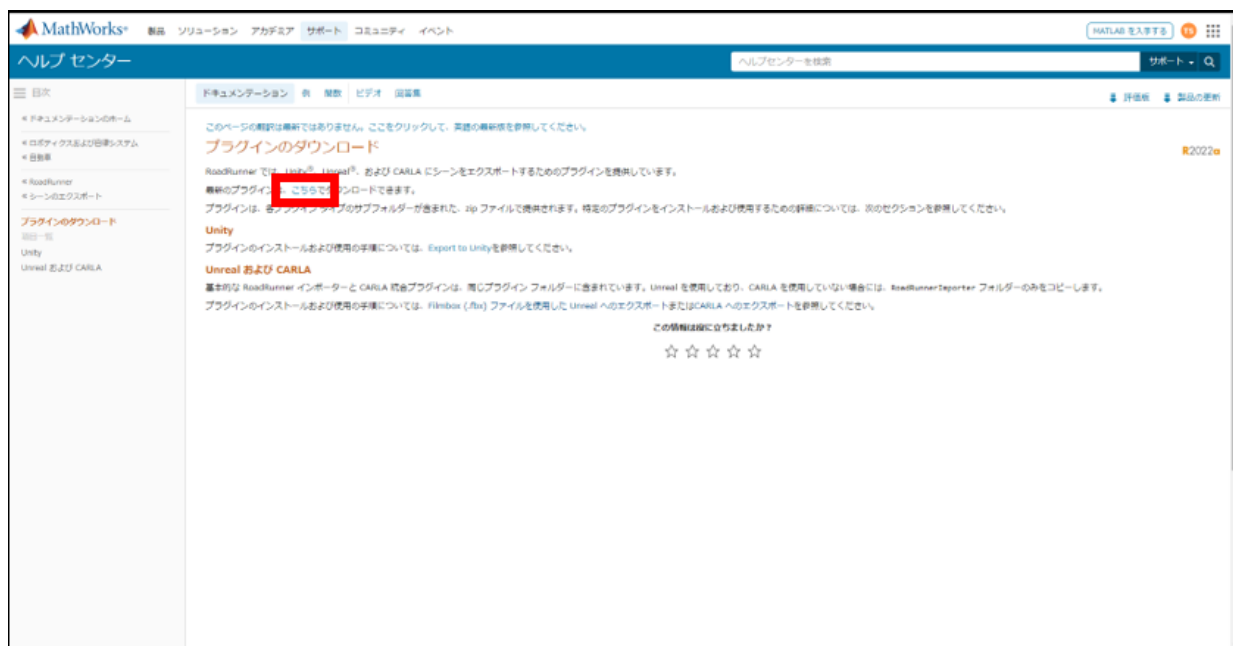 MathWorks® 製品 ソリューション アカデミア サポート コミュニティ イベント MATLAB を入手する TS
ヘルプ センター ヘルプセンターを検索 サポート
目次 ドキュメンテーション 例 関数 ビデオ 回答集 評価版 製品の更新
« ドキュメンテーションのホーム
« ロボティクスおよび自律システム
« 自動車
« RoadRunner
« シーンのエクスポート
プラグインのダウンロード
項目一覧
Unity
Unreal および CARLA
このページの翻訳は最新ではありません。ここをクリックして、英語の最新版を参照してください。
プラグインのダウンロード
R2022a
RoadRunner では、Unity®、Unreal®、および CARLA にシーンをエクスポートするためのプラグインを提供しています。
最新のプラグインは、こちらでダウンロードできます。
プラグインは、各プラグイン タイプのサブフォルダーが含まれた、zip ファイルで提供されます。特定のプラグインをインストールおよび使用するための詳細については、次のセクションを参照してください。
Unity
プラグインのインストールおよび使用の手順については、Export to Unityを参照してください。
Unreal および CARLA
基本的な RoadRunner インポーターと CARLA 統合プラグインは、同じプラグイン フォルダーに含まれています。Unreal を使用しており、CARLA を使用していない場合には、RoadRunnerImporter フォルダーのみをコピーします。
プラグインのインストールおよび使用の手順については、Filmbox (.fbx) ファイルを使用した Unreal へのエクスポートまたはCARLA へのエクスポートを参照してください。
この情報は役に立ちましたか？